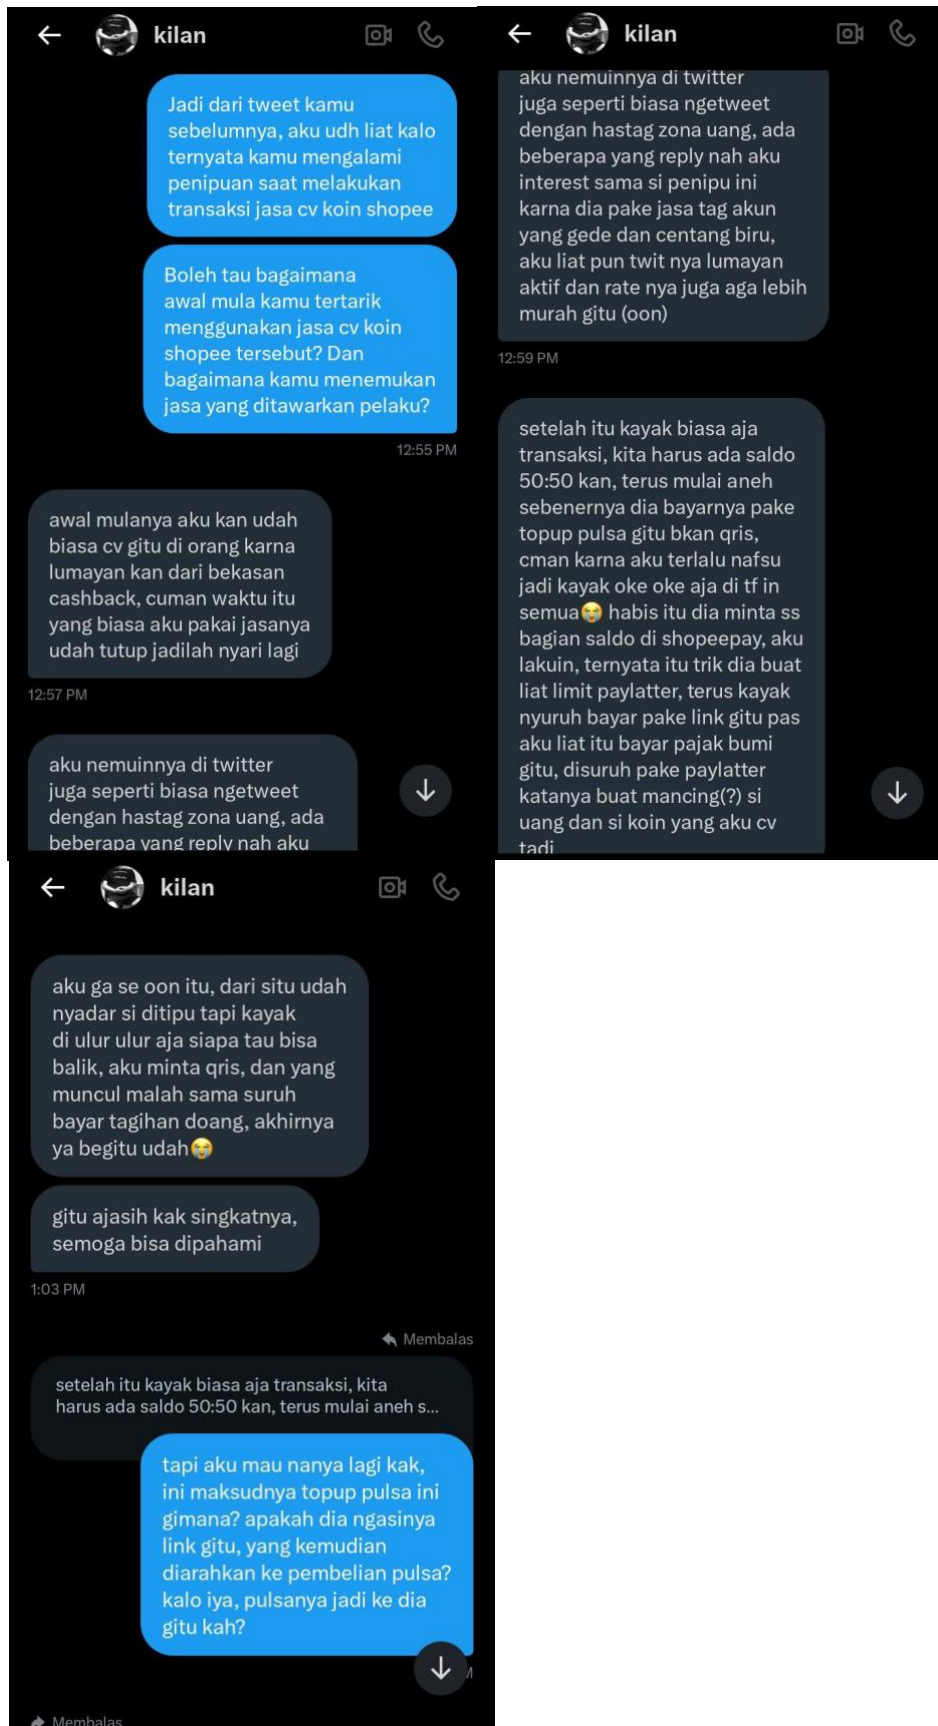 kilan
Jadi dari tweet kamu
sebelumnya, aku udh liat kalo
ternyata kamu mengalami
penipuan saat melakukan
transaksi jasa cv koin shopee
Boleh tau bagaimana
awal mula kamu tertarik
menggunakan jasa cv koin
shopee tersebut? Dan
bagaimana kamu menemukan
jasa yang ditawarkan pelaku?
12:55 PM
awal mulanya aku kan udah
biasa cv gitu di orang karna
lumayan kan dari bekasan
cashback, cuman waktu itu
yang biasa aku pakai jasanya
udah tutup jadilah nyari lagi
12:57 PM
aku nemuinnya di twitter
juga seperti biasa ngetweet
dengan hastag zona uang, ada
beberapa yang reply nah aku
kilan
aku nemuinnya di twitter
juga seperti biasa ngetweet
dengan hastag zona uang, ada
beberapa yang reply nah aku
interest sama si penipu ini
karna dia pake jasa tag akun
yang gede dan centang biru,
aku liat pun twit nya lumayan
aktif dan rate nya juga aga lebih
murah gitu (oon)
12:59 PM
setelah itu kayak biasa aja
transaksi, kita harus ada saldo
50:50 kan, terus mulai aneh
sebenernya dia bayarnya pake
topup pulsa gitu bkan qris,
cman karna aku terlalu nafsu
jadi kayak oke oke aja di tf in
semua😭 habis itu dia minta ss
bagian saldo di shopeepay, aku
lakuin, ternyata itu trik dia buat
liat limit paylatter, terus kayak
nyuruh bayar pake link gitu pas
aku liat itu bayar pajak bumi
gitu, disuruh pake paylatter
katanya buat mancing(?) si
uang dan si koin yang aku cv
tadi
kilan
aku ga se oon itu, dari situ udah
nyadar si ditipu tapi kayak
di ulur ulur aja siapa tau bisa
balik, aku minta qris, dan yang
muncul malah sama suruh
bayar tagihan doang, akhirnya
ya begitu udah😭
gitu ajasih kak singkatnya,
semoga bisa dipahami
1:03 PM
Membalas
setelah itu kayak biasa aja transaksi, kita
harus ada saldo 50:50 kan, terus mulai aneh s...
tapi aku mau nanya lagi kak,
ini maksudnya topup pulsa ini
gimana? apakah dia ngasinya
link gitu, yang kemudian
diarahkan ke pembelian pulsa?
kalo iya, pulsanya jadi ke dia
gitu kah?
Membalas